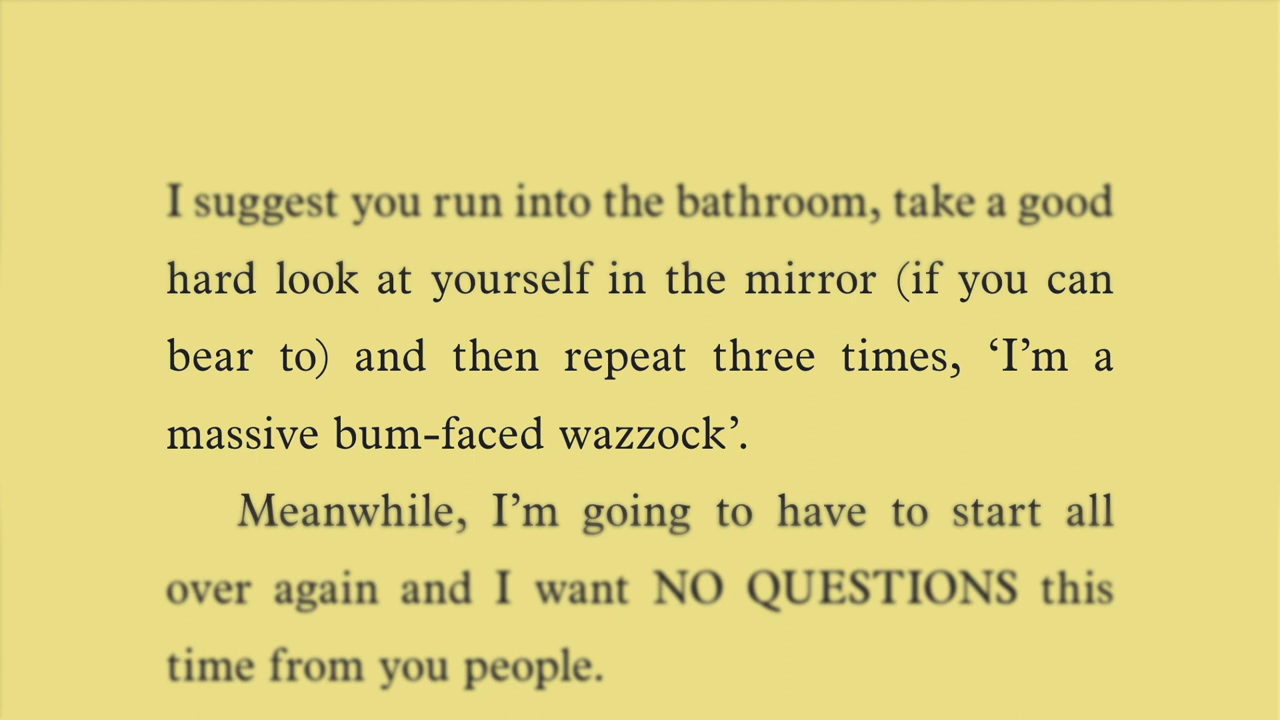 I suggest you run into the bathroom, take a good
hard look at yourself in the mirror (if you can
bear to) and then repeat three times, ‘I’m a
massive bum-faced wazzock’.
Meanwhile, I’m going to have to start all
over again and I want NO QUESTIONS this
time from you people.